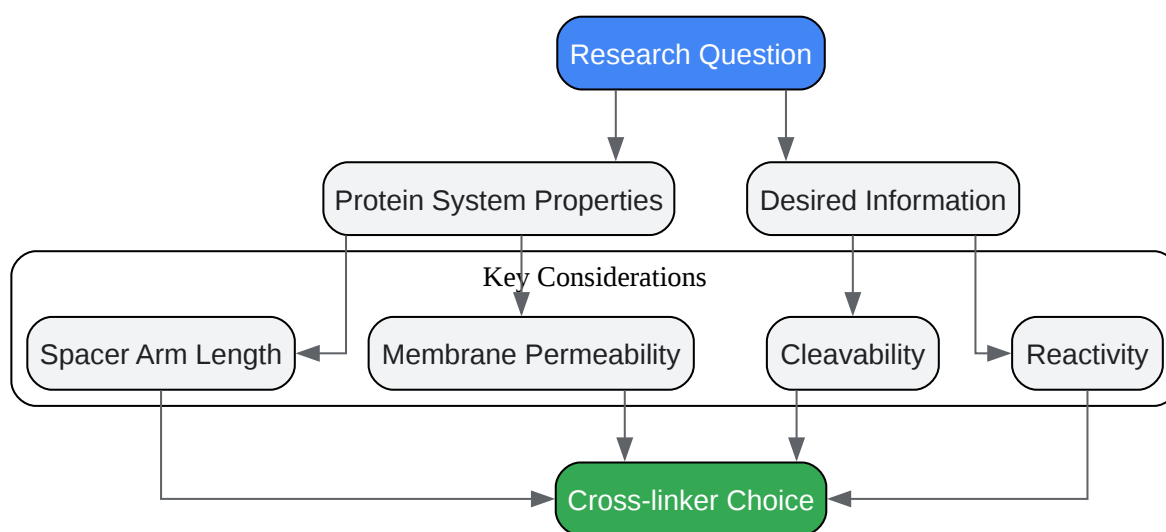 Research Question
Protein System Properties
Desired Information
Key Considerations
Spacer Arm Length
Membrane Permeability
Cleavability
Reactivity
Cross-linker Choice